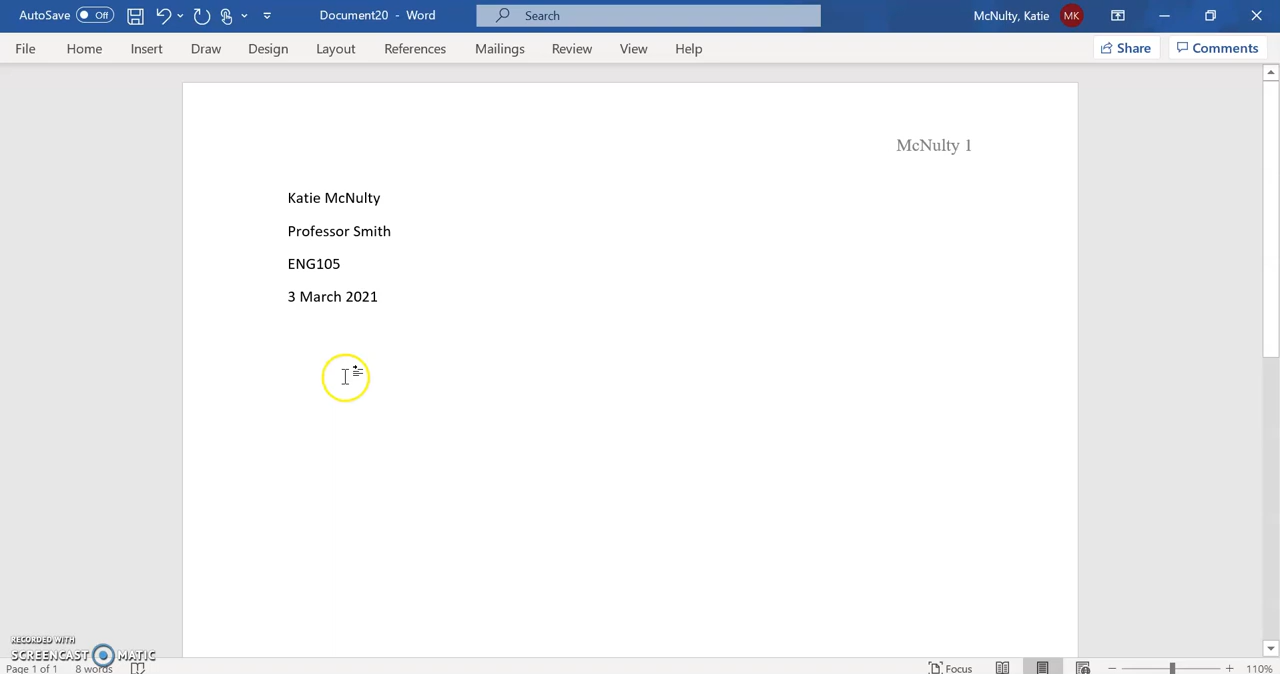 AutoSave Off Document20 - Word Search McNulty, Katie MK
File Home Insert Draw Design Layout References Mailings Review View Help Share Comments
McNulty 1
Katie McNulty
Professor Smith
ENG105
3 March 2021
RECORDED WITH
SCREENCAST MATIC
Page 1 of 1 8 words Focus 110%